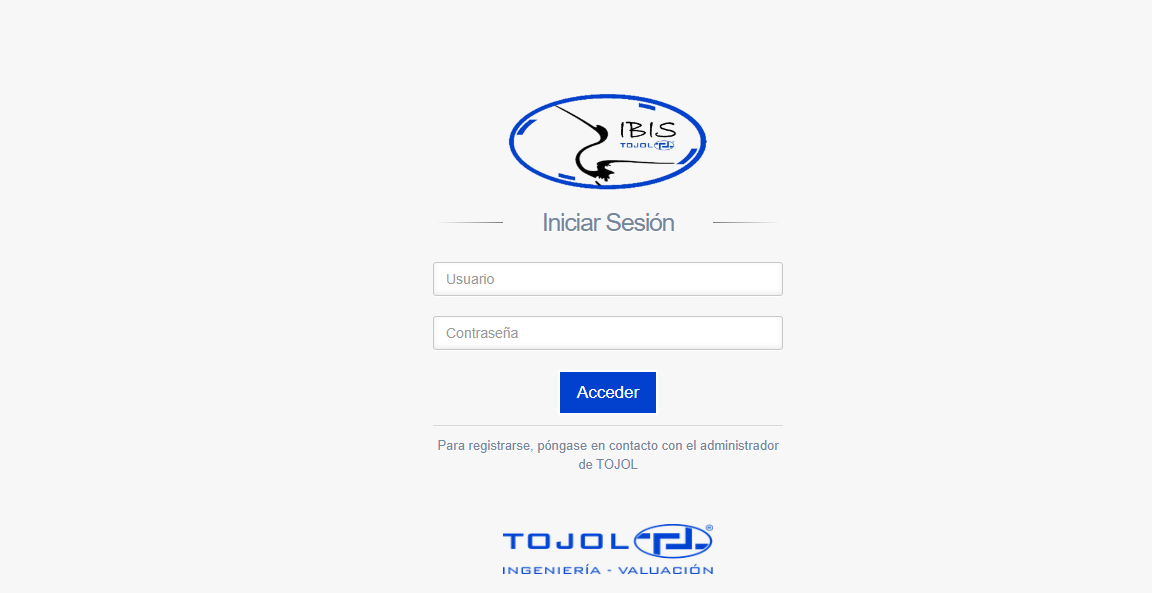 IBIS
TOJOL
Iniciar Sesión
Usuario
Contraseña
Acceder
Para registrarse, póngase en contacto con el administrador
de TOJOL
TOJOL ®
INGENIERÍA - VALUACIÓN